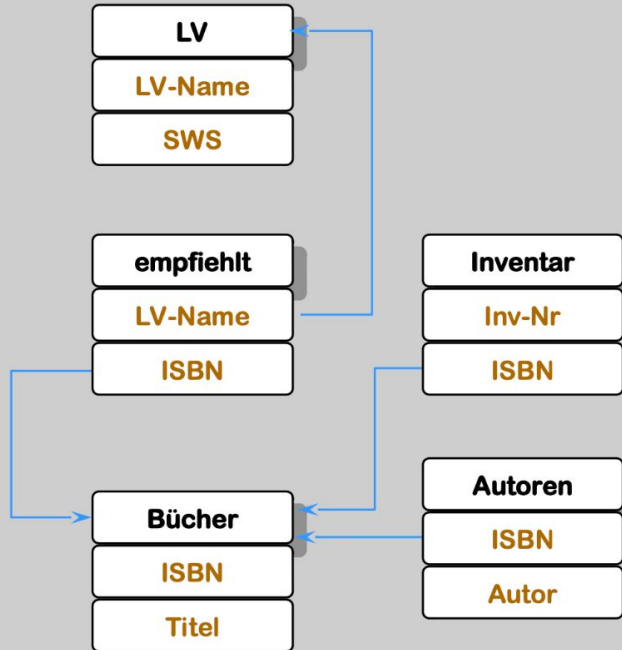 LV
LV-Name
SWS
empfiehlt
LV-Name
ISBN
Inventar
Inv-Nr
ISBN
Bücher
ISBN
Titel
Autoren
ISBN
Autor